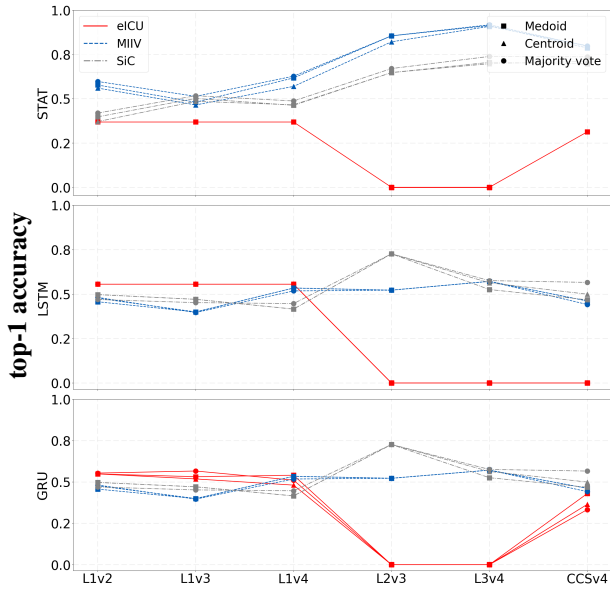 1.0
0.8
0.5
0.2
0.0
STAT
eICU
MIIV
SiC
Medoid
Centroid
Majority vote
top-1 accuracy
1.0
0.8
0.5
0.2
0.0
LSTM
1.0
0.8
0.5
0.2
0.0
GRU
L1v2 L1v3 L1v4 L2v3 L3v4 CCSv4